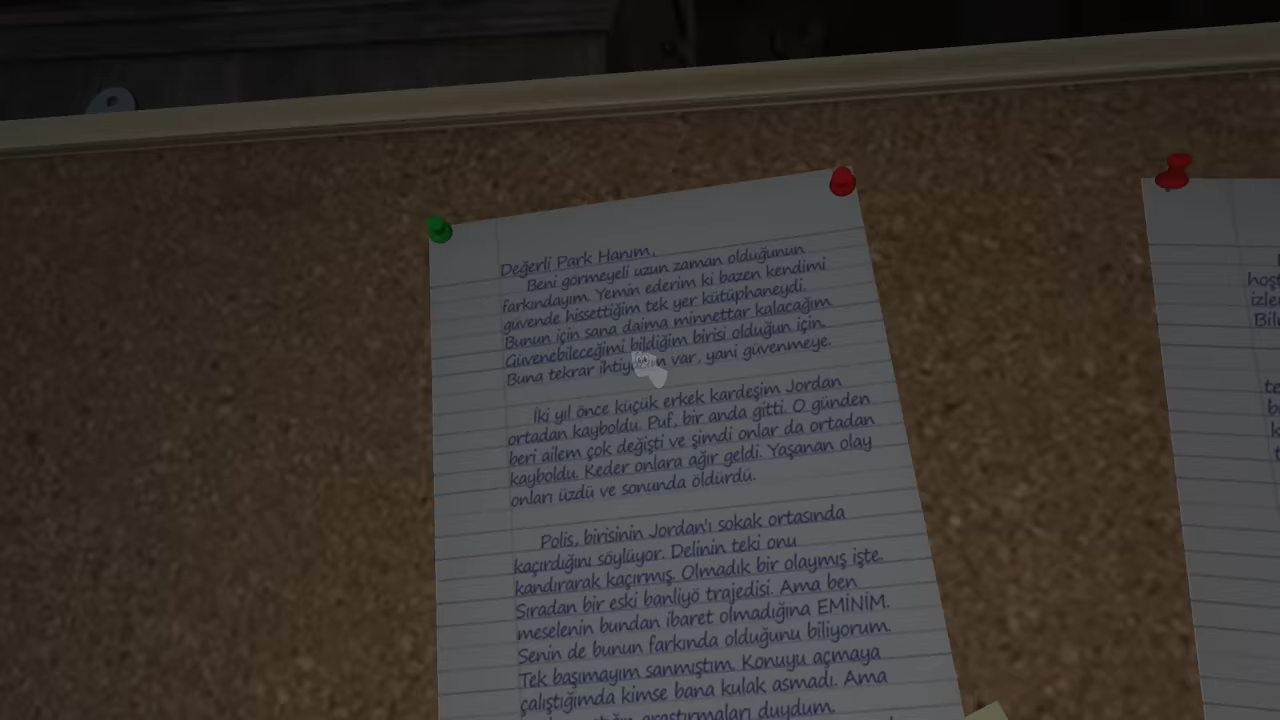 Değerli Park Hanım,
Beni görmeyeli uzun zaman olduğunun
farkındayım. Yemin ederim ki bazen kendimi
güvende hissettiğim tek yer kütüphaneydi.
Bunun için sana daima minnettar kalacağım.
Güvenebileceğimi bildiğim birisi olduğun için.
Buna tekrar ihtiyacım var, yani güvenmeye.
İki yıl önce küçük erkek kardeşim Jordan
ortadan kayboldu. Puf, bir anda gitti. O günden
beri ailem çok değişti ve şimdi onlar da ortadan
kayboldu. Keder onlara ağır geldi. Yaşanan olay
onları üzdü ve sonunda öldürdü.
Polis, birisinin Jordan'ı sokak ortasında
kaçırdığını söylüyor. Delinin teki onu
kandırarak kaçırmış. Olmadık bir olaymış işte.
Sıradan bir eski banliyö trajedisi. Ama ben
meselenin bundan ibaret olmadığına EMİNİM.
Senin de bunun farkında olduğunu biliyorum.
Tek başımayım sanmıştım. Konuyu açmaya
çalıştığımda kimse bana kulak asmadı. Ama
araştırmaları duydum.
hoş
izle